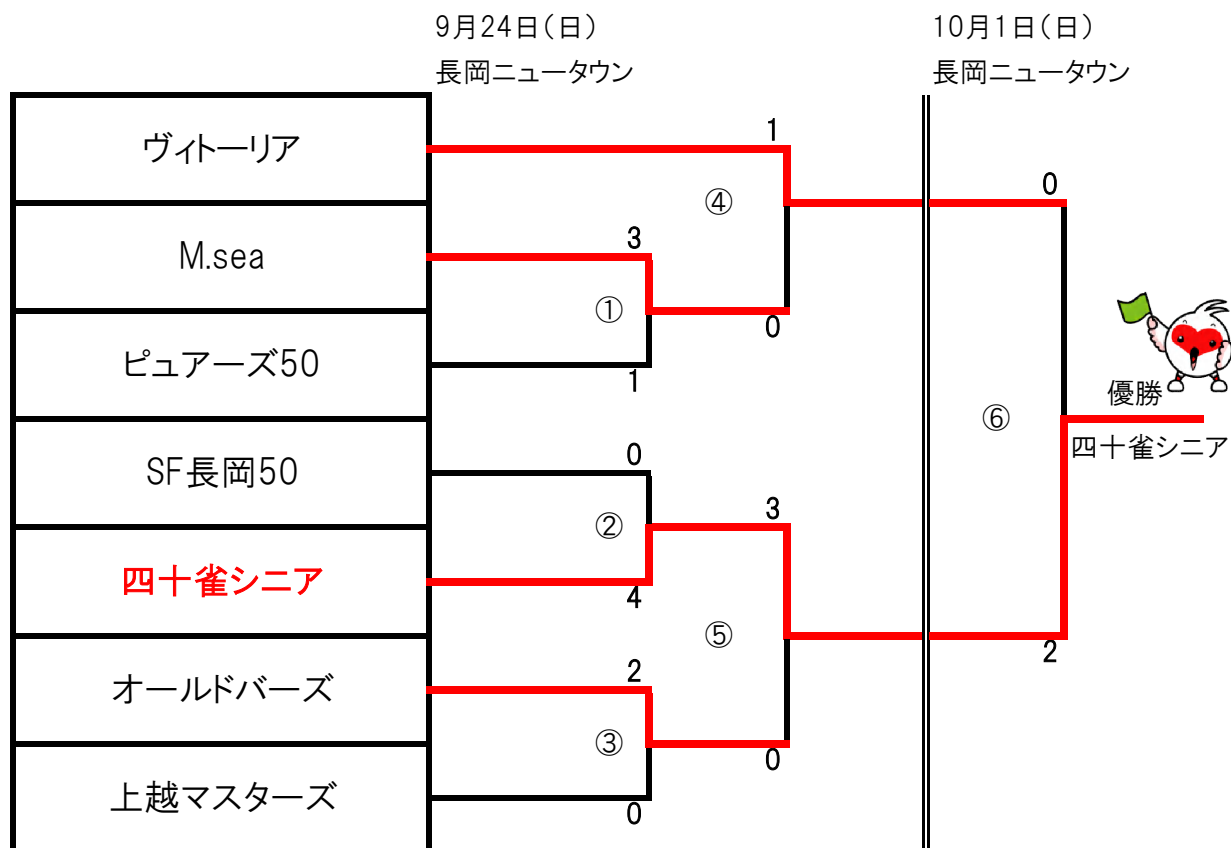 9月24日(日)
長岡ニュータウン
10月1日(日)
長岡ニュータウン
ヴィトーリア
1
0
④
M.sea
3
①
0
ピュアーズ50
1
優勝
⑥
四十雀シニア
SF長岡50
0
②
3
四十雀シニア
4
⑤
2
オールドバーズ
2
③
0
上越マスターズ
0